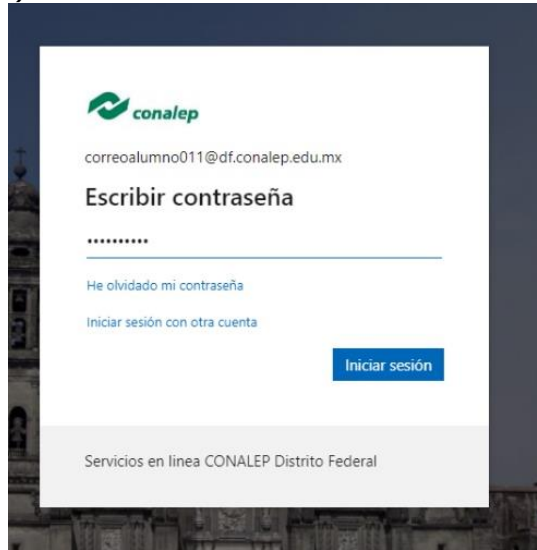 conalep
correoalumno011@df.conalep.edu.mx
Escribir contraseña
••••••••••
He olvidado mi contraseña
Iniciar sesión con otra cuenta
Iniciar sesión
Servicios en linea CONALEP Distrito Federal